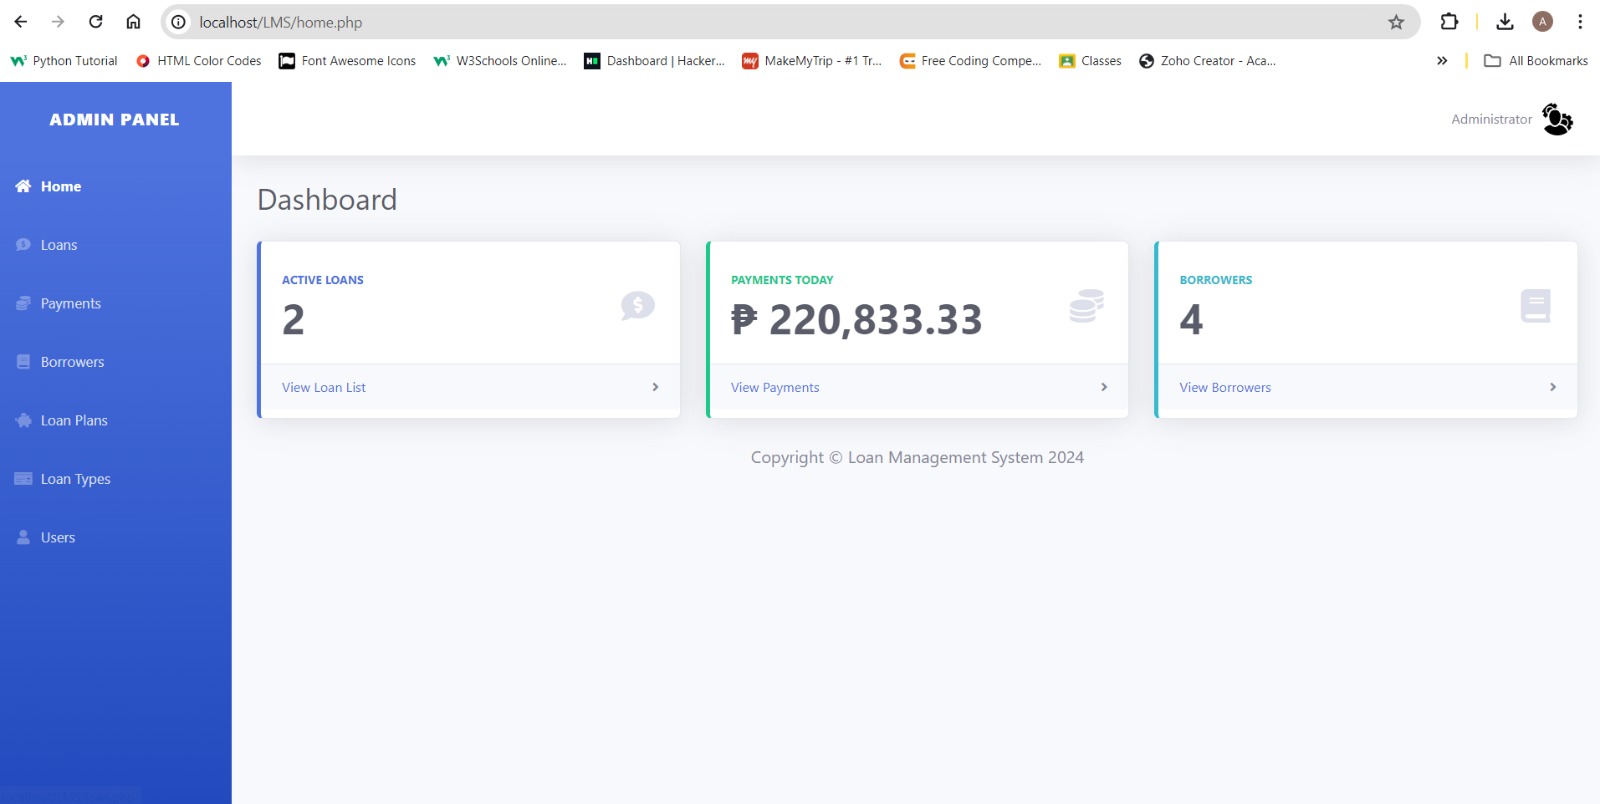 localhost/LMS/home.php
Python Tutorial HTML Color Codes Font Awesome Icons W3Schools Online... Dashboard | Hacker... MakeMyTrip - #1 Tr... Free Coding Compe... Classes Zoho Creator - Aca... » All Bookmarks
A
ADMIN PANEL
Home
Loans
Payments
Borrowers
Loan Plans
Loan Types
Users
Administrator
Dashboard
ACTIVE LOANS
2
View Loan List
PAYMENTS TODAY
₱ 220,833.33
View Payments
BORROWERS
4
View Borrowers
Copyright © Loan Management System 2024